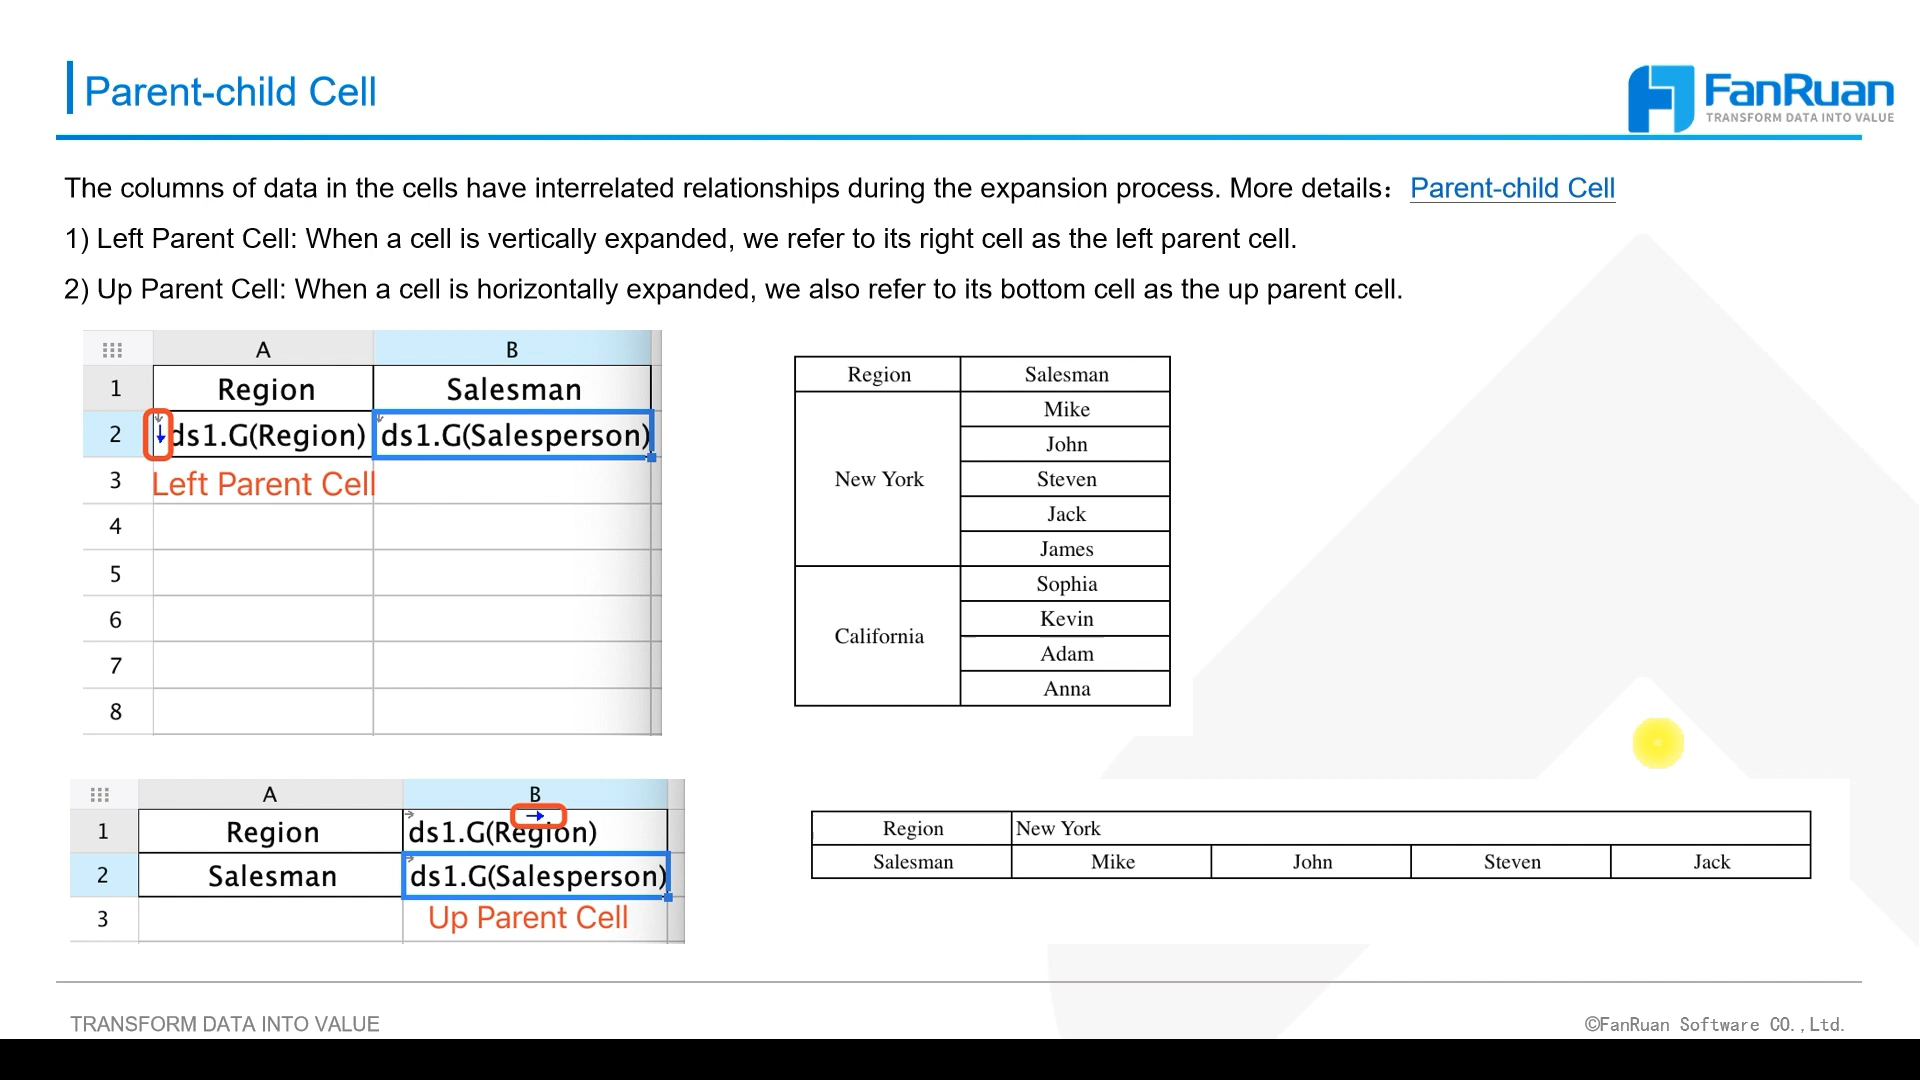 Parent-child Cell
FanRuan
TRANSFORM DATA INTO VALUE
The columns of data in the cells have interrelated relationships during the expansion process. More details： Parent-child Cell
1) Left Parent Cell: When a cell is vertically expanded, we refer to its right cell as the left parent cell.
2) Up Parent Cell: When a cell is horizontally expanded, we also refer to its bottom cell as the up parent cell.
A B
1 Region Salesman
2 ds1.G(Region) ds1.G(Salesperson)
3 Left Parent Cell
4
5
6
7
8
Region Salesman
New York
Mike
John
Steven
Jack
James
California
Sophia
Kevin
Adam
Anna
A B
1 Region ds1.G(Region)
2 Salesman ds1.G(Salesperson)
3 Up Parent Cell
Region New York
Salesman Mike John Steven Jack
TRANSFORM DATA INTO VALUE
©FanRuan Software CO.,Ltd.